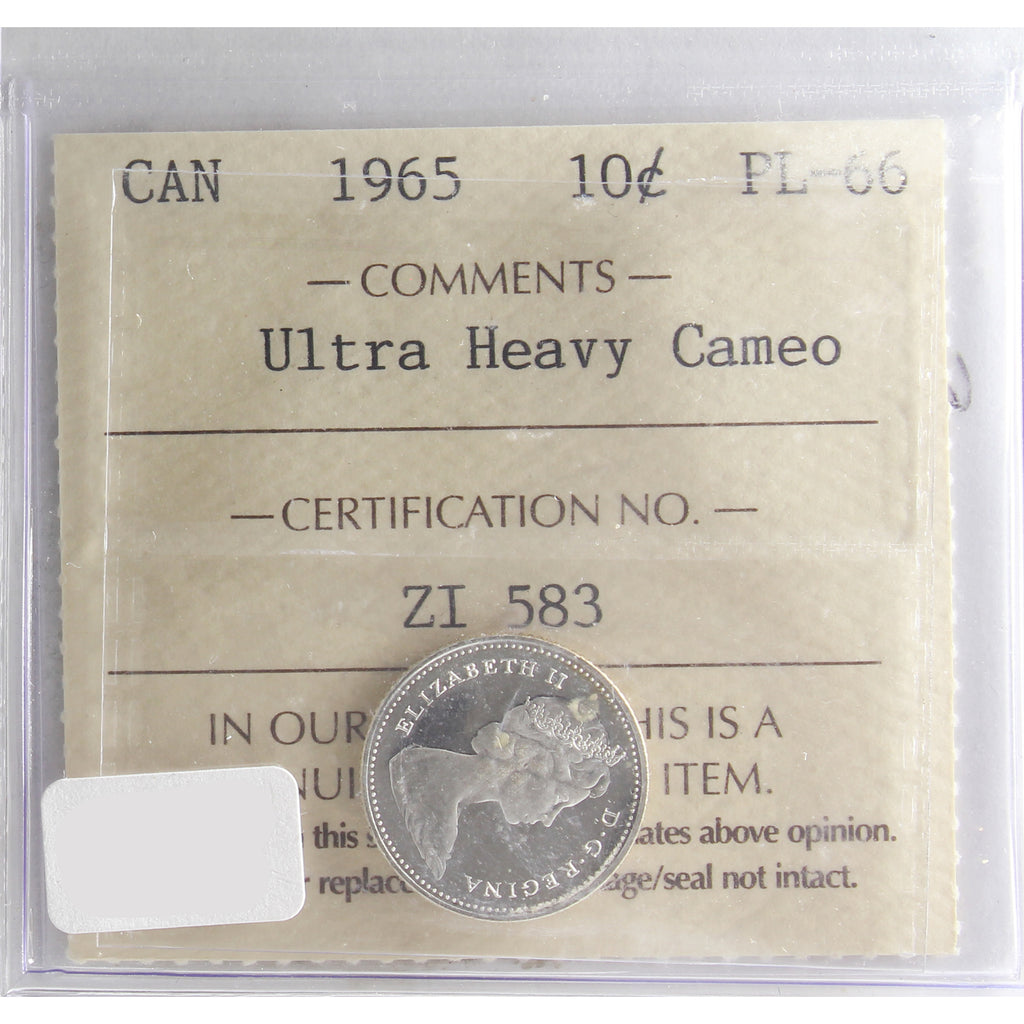 CAN 1965 10¢ PL-66
— COMMENTS —
Ultra Heavy Cameo
— CERTIFICATION NO. —
ZI 583
ELIZABETH II D·G·REGINA
IN OUR HIS IS A
NUI ITEM.
this s ates above opinion.
r replac age/seal not intact.